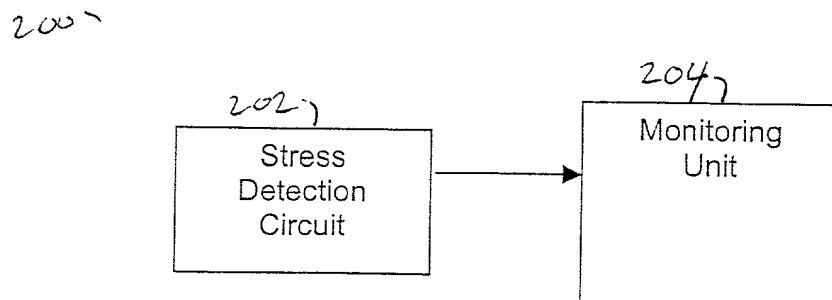 200
202
204
Stress
Detection
Circuit
Monitoring
Unit